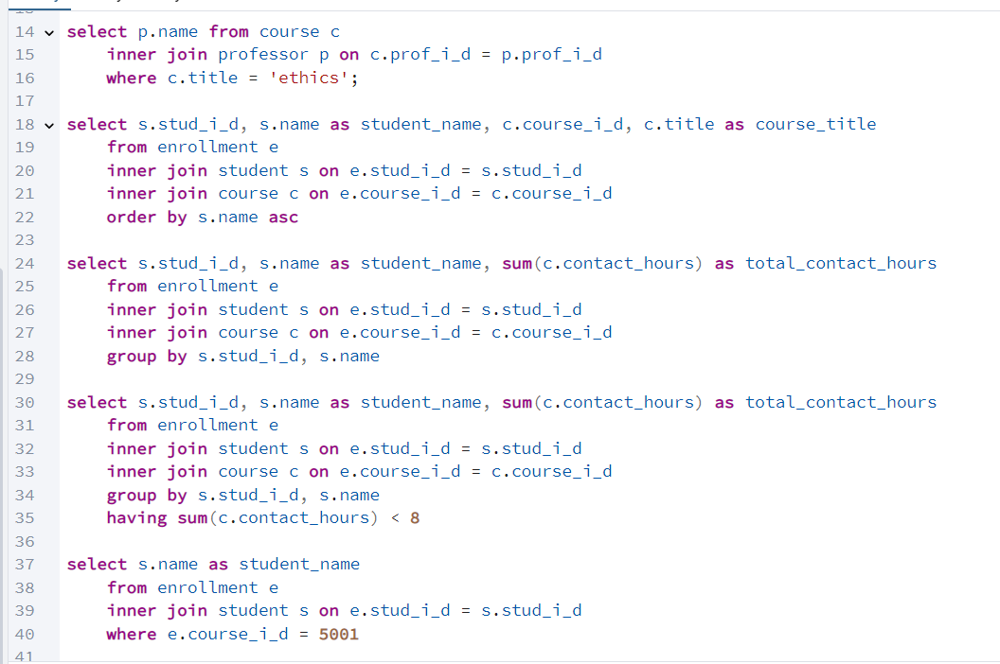 14 select p.name from course c
15 inner join professor p on c.prof_i_d = p.prof_i_d
16 where c.title = 'ethics';
17
18 select s.stud_i_d, s.name as student_name, c.course_i_d, c.title as course_title
19 from enrollment e
20 inner join student s on e.stud_i_d = s.stud_i_d
21 inner join course c on e.course_i_d = c.course_i_d
22 order by s.name asc
23
24 select s.stud_i_d, s.name as student_name, sum(c.contact_hours) as total_contact_hours
25 from enrollment e
26 inner join student s on e.stud_i_d = s.stud_i_d
27 inner join course c on e.course_i_d = c.course_i_d
28 group by s.stud_i_d, s.name
29
30 select s.stud_i_d, s.name as student_name, sum(c.contact_hours) as total_contact_hours
31 from enrollment e
32 inner join student s on e.stud_i_d = s.stud_i_d
33 inner join course c on e.course_i_d = c.course_i_d
34 group by s.stud_i_d, s.name
35 having sum(c.contact_hours) < 8
36
37 select s.name as student_name
38 from enrollment e
39 inner join student s on e.stud_i_d = s.stud_i_d
40 where e.course_i_d = 5001
41